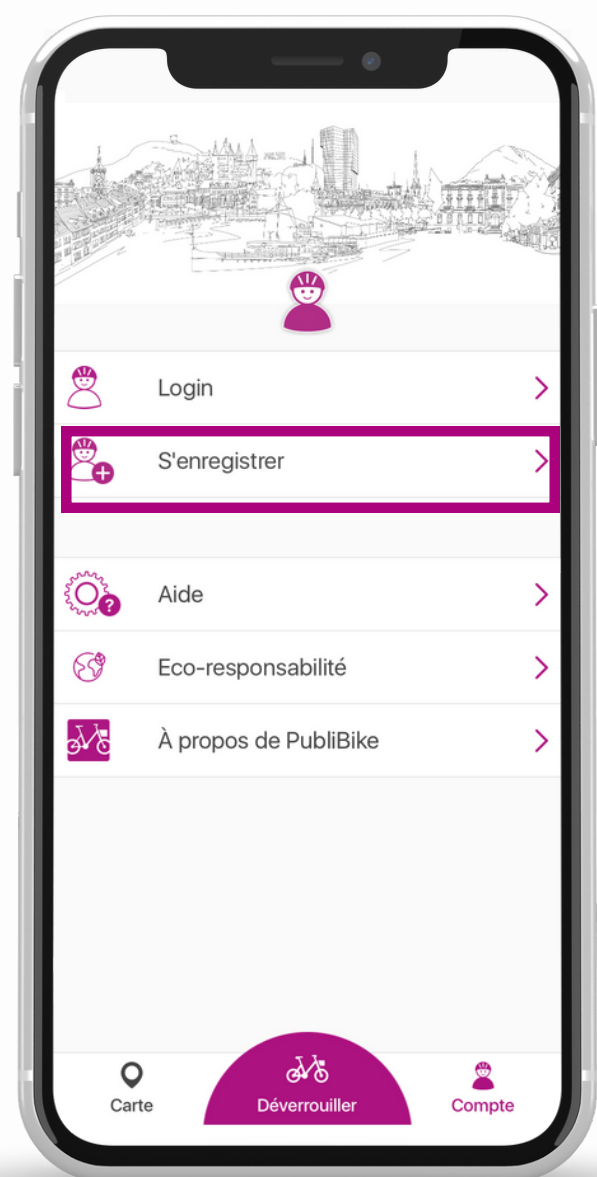 Login
S'enregistrer
Aide
Eco-responsabilité
À propos de PubliBike
Carte
Déverrouiller
Compte